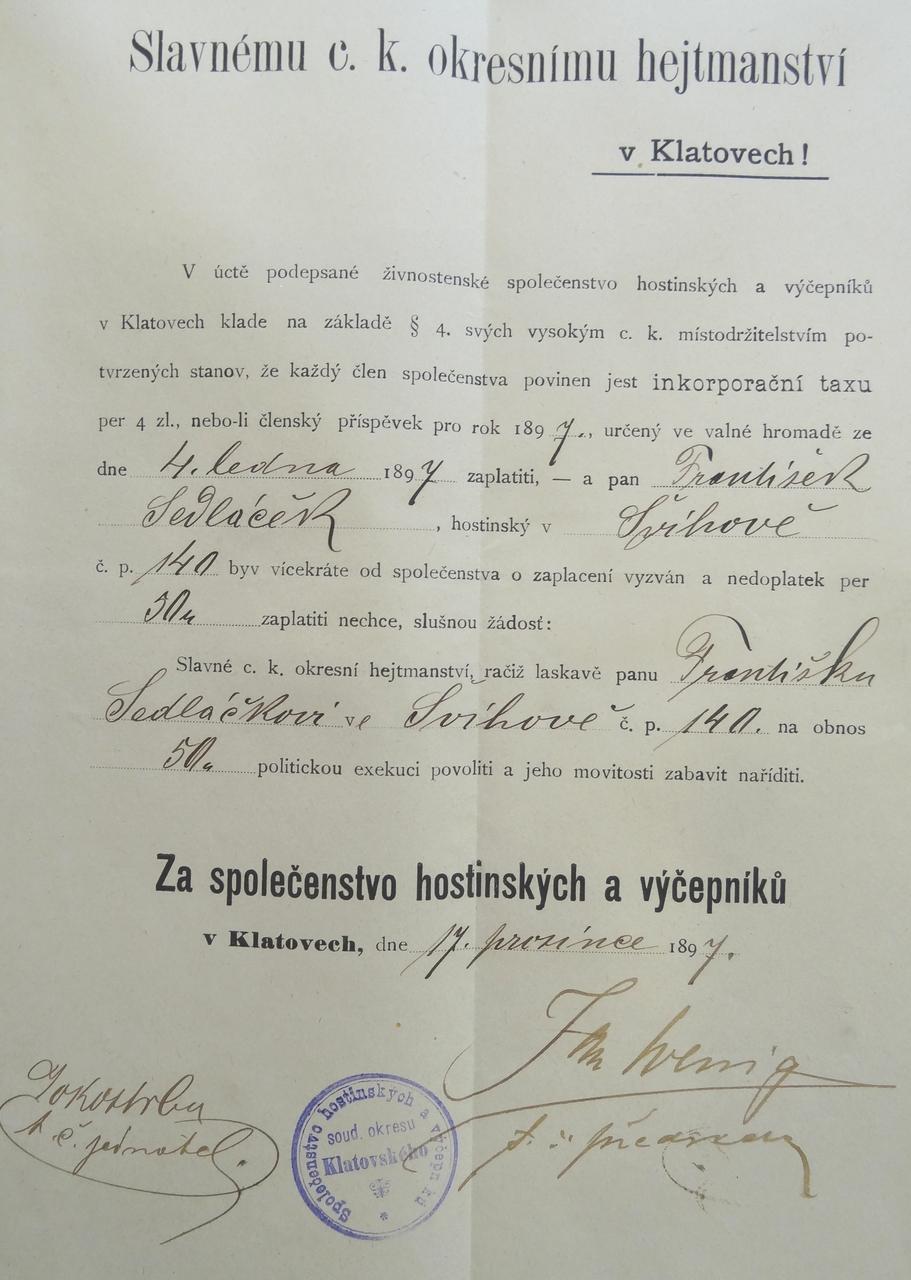 Slavnému c. k. okresnímu hejtmanství
v Klatovech!
V úctě podepsané živnostenské společenstvo hostinských a výčepníků
v Klatovech klade na základě § 4. svých vysokým c. k. místodržitelstvím po-
tvrzených stanov, že každý člen společenstva povinen jest inkorporační taxu
per 4 zl., nebo-li členský příspěvek pro rok 1897., určený ve valné hromadě ze
dne 4. ledna 1897 zaplatiti, — a pan František
Sedláček, hostinský v Švihově
č. p. 140 byv vícekráte od společenstva o zaplacení vyzván a nedoplatek per
50 zaplatiti nechce, slušnou žádosť:
Slavné c. k. okresní hejtmanství, račiž laskavě panu Františku
Sedláčkovi ve Švihově č. p. 140. na obnos
50 politickou exekuci povoliti a jeho movitosti zabavit naříditi.
Za společenstvo hostinských a výčepníků
v Klatovech, dne 17. prosince 1897.
Jan Wenig
Pokostrba
t. č. jednatel.
t. č. předseda
Společenstvo hostinských a výčepníků
soud. okresu
Klatovského